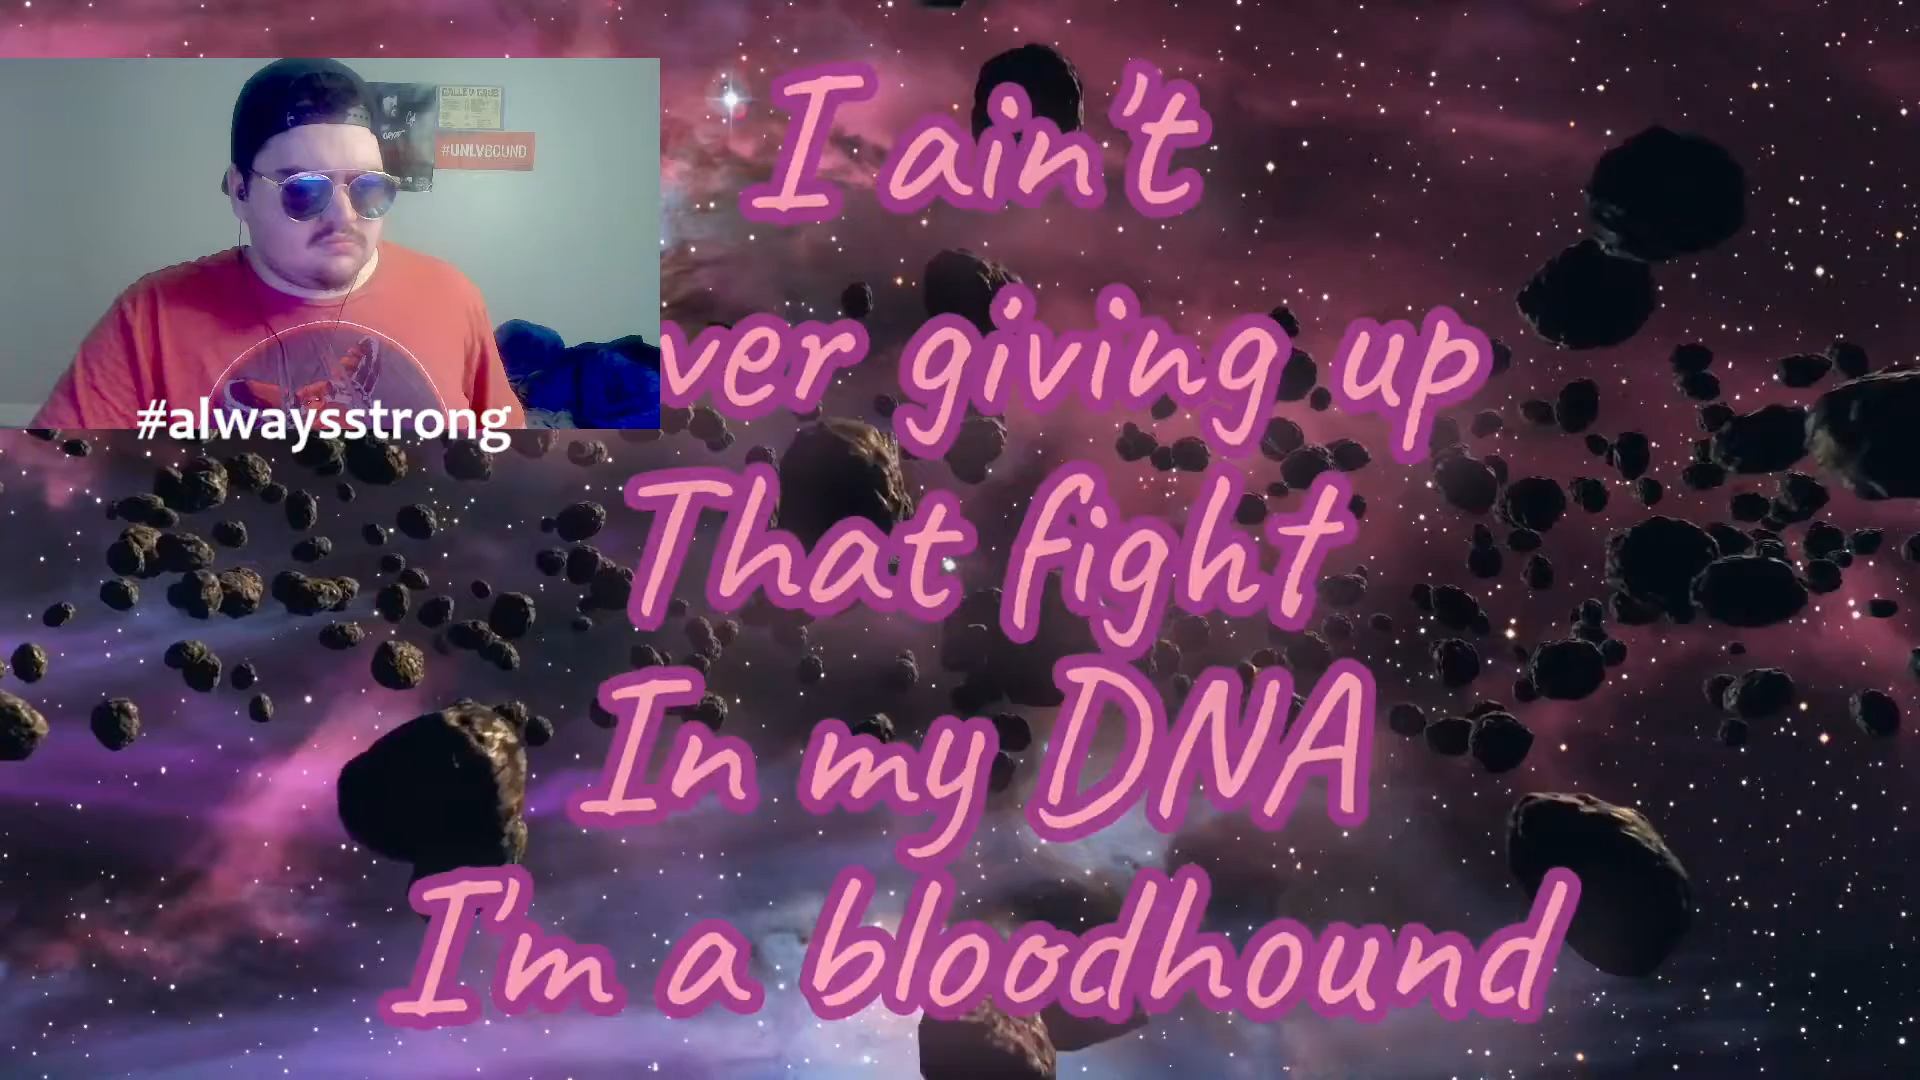 I ain't
ver giving up
That fight
In my DNA
I'm a bloodhound
#alwaysstrong
#UNLVBOUND